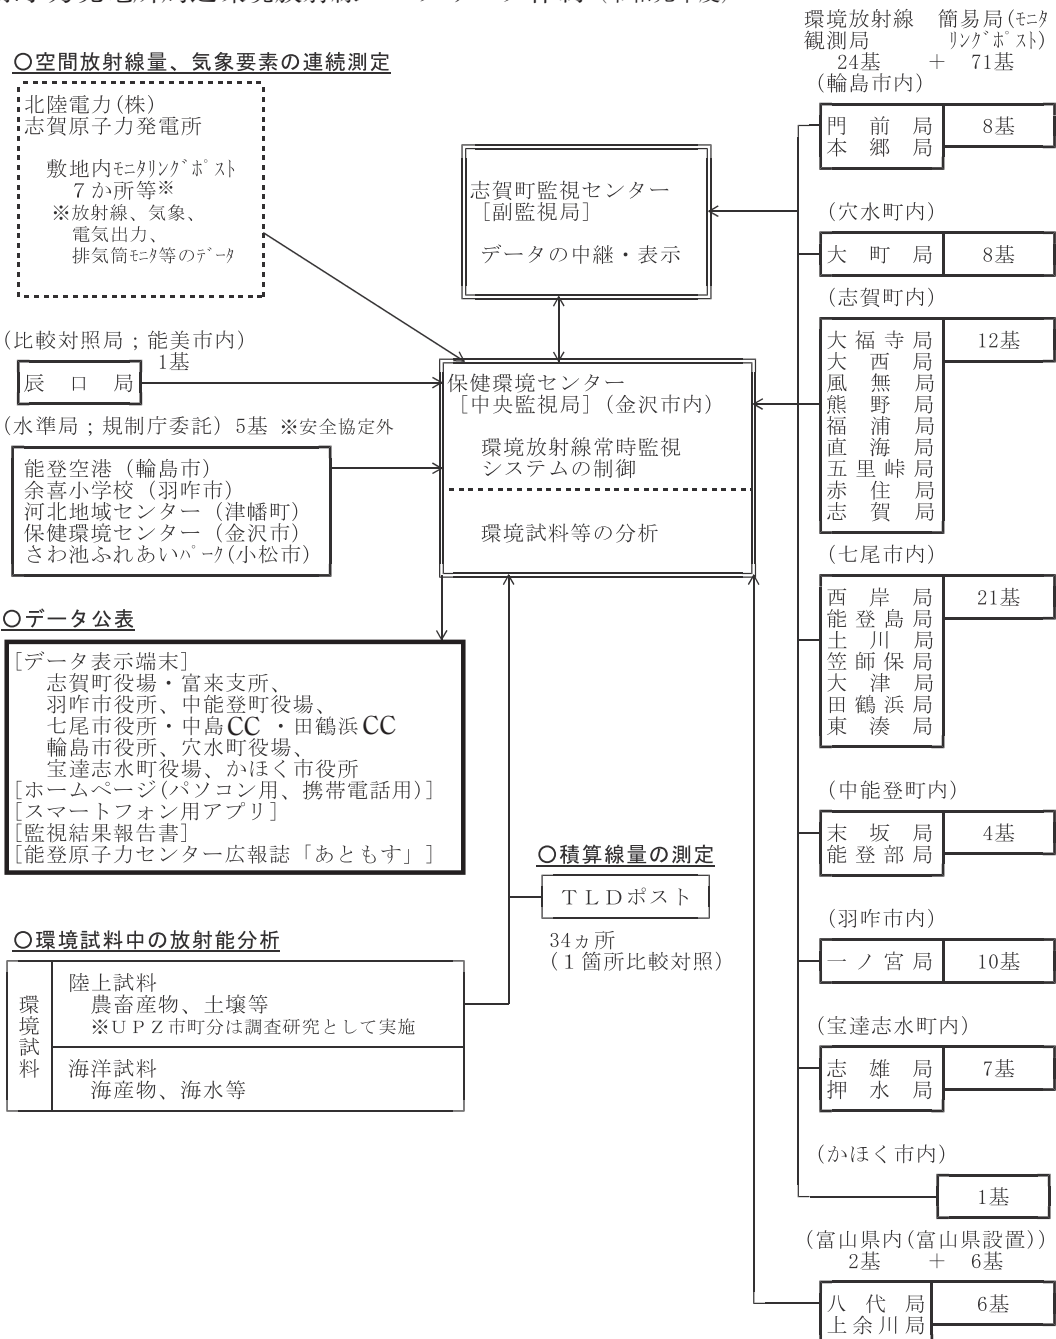 ○空間放射線量、気象要素の連続測定
北陸電力(株)
志賀原子力発電所
敷地内ﾓﾆﾀﾘﾝｸﾞﾎﾟｽﾄ
７か所等※
※放射線、気象、
電気出力、
排気筒ﾓﾆﾀ等のﾃﾞｰﾀ
(比較対照局；能美市内)
1基
辰口局
(水準局；規制庁委託) 5基 ※安全協定外
能登空港（輪島市）
余喜小学校（羽咋市）
河北地域センター（津幡町）
保健環境センター（金沢市）
さわ池ふれあいﾊﾟｰｸ(小松市)
志賀町監視センター
[副監視局]
データの中継・表示
保健環境センター
[中央監視局]（金沢市内）
環境放射線常時監視
システムの制御
環境試料等の分析
○データ公表
[データ表示端末]
志賀町役場・富来支所、
羽咋市役所、中能登町役場、
七尾市役所・中島CC ・田鶴浜CC
輪島市役所、穴水町役場、
宝達志水町役場、かほく市役所
[ホームページ(パソコン用、携帯電話用)]
[スマートフォン用アプリ]
[監視結果報告書]
[能登原子力センター広報誌「あともす」]
○積算線量の測定
ＴＬＤポスト
34ヵ所
(１箇所比較対照)
○環境試料中の放射能分析
環境試料
陸上試料
農畜産物、土壌等
※ＵＰＺ市町分は調査研究として実施
海洋試料
海産物、海水等
環境放射線 簡易局(ﾓﾆﾀ
観測局 ﾘﾝｸﾞﾎﾟｽﾄ)
24基 ＋ 71基
(輪島市内)
門前局 8基
本郷局
(穴水町内)
大町局 8基
(志賀町内)
大福寺局 12基
大西局
風無局
熊野局
福浦局
直海局
五里峠局
赤住局
志賀局
(七尾市内)
西岸局 21基
能登島局
土川局
笠師保局
大津局
田鶴浜局
東湊局
(中能登町内)
末坂局 4基
能登部局
(羽咋市内)
一ノ宮局 10基
(宝達志水町内)
志雄局 7基
押水局
(かほく市内)
1基
(富山県内(富山県設置))
2基 ＋ 6基
八代局 6基
上余川局